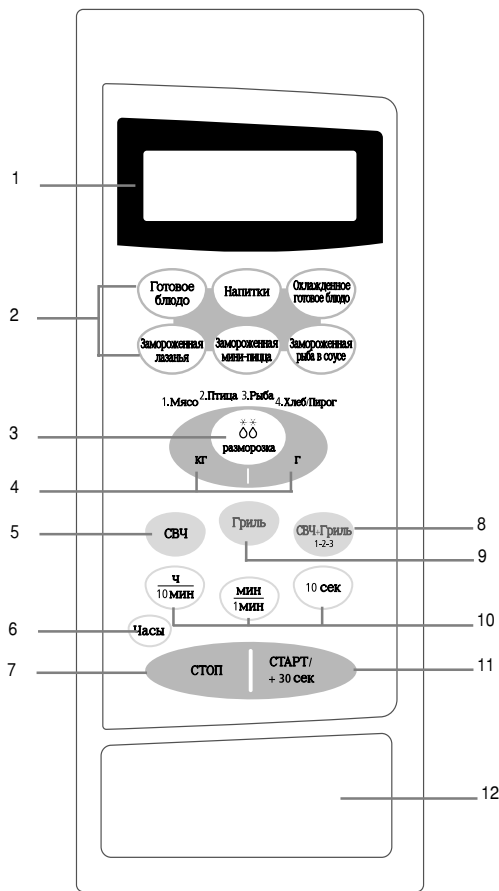 1
2
Готовое
блюдо
Напитки
Охлажденное
готовое блюдо
Замороженная
лазанья
Замороженная
мини-пицца
Замороженная
рыба в соусе
1.Мясо 2.Птица 3.Рыба 4.Хлеб/Пирог
3
разморозка
кг
г
4
5
СВЧ
Гриль
СВЧ+Гриль
1-2-3
8
9
ч
10 мин
мин
1 мин
10 сек
10
6
Часы
7
СТОП
СТАРТ/
+ 30 сек
11
12